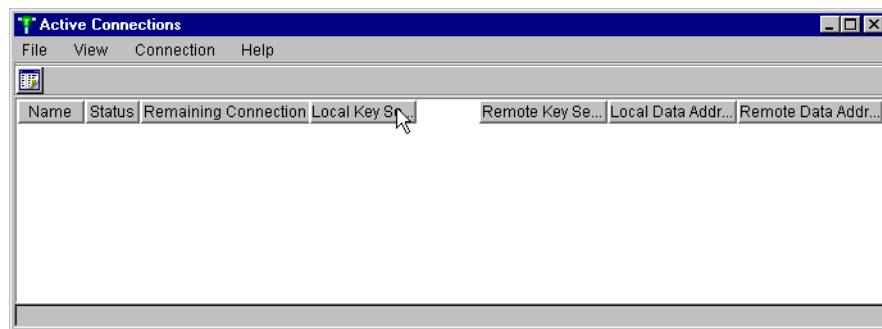 Active Connections
File View Connection Help
Name Status Remaining Connection Local Key Se... Remote Key Se... Local Data Addr... Remote Data Addr...